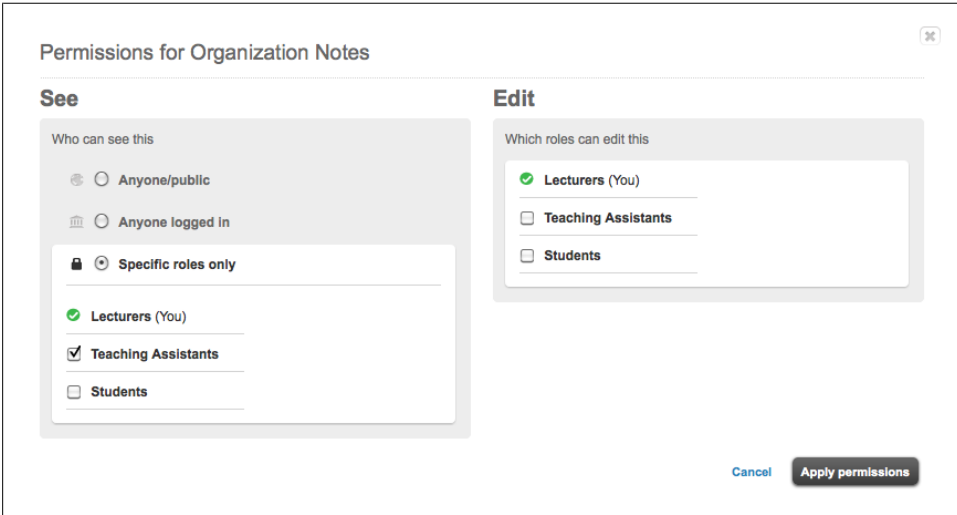 Permissions for Organization Notes
See
Who can see this
Anyone/public
Anyone logged in
Specific roles only
Lecturers (You)
Teaching Assistants
Students
Edit
Which roles can edit this
Lecturers (You)
Teaching Assistants
Students
Cancel
Apply permissions